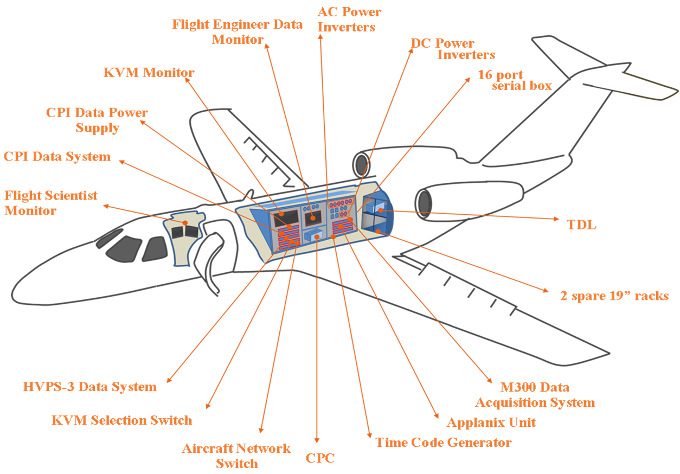 Flight Engineer Data
Monitor
AC Power
Inverters
DC Power
Inverters
KVM Monitor
16 port
serial box
CPI Data Power
Supply
CPI Data System
Flight Scientist
Monitor
TDL
2 spare 19” racks
HVPS-3 Data System
M300 Data
Acquisition System
KVM Selection Switch
Applanix Unit
Aircraft Network
Switch
CPC
Time Code Generator